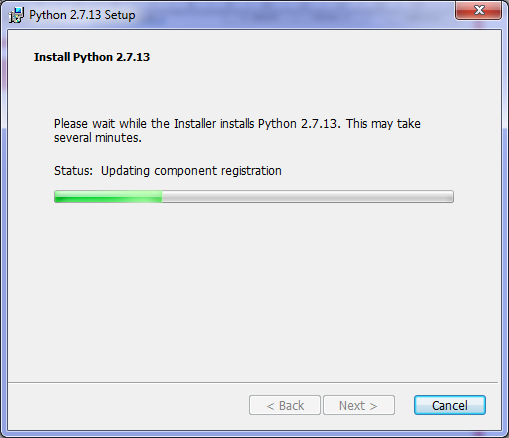 Python 2.7.13 Setup
Install Python 2.7.13
Please wait while the Installer installs Python 2.7.13. This may take
several minutes.
Status: Updating component registration
< Back Next > Cancel